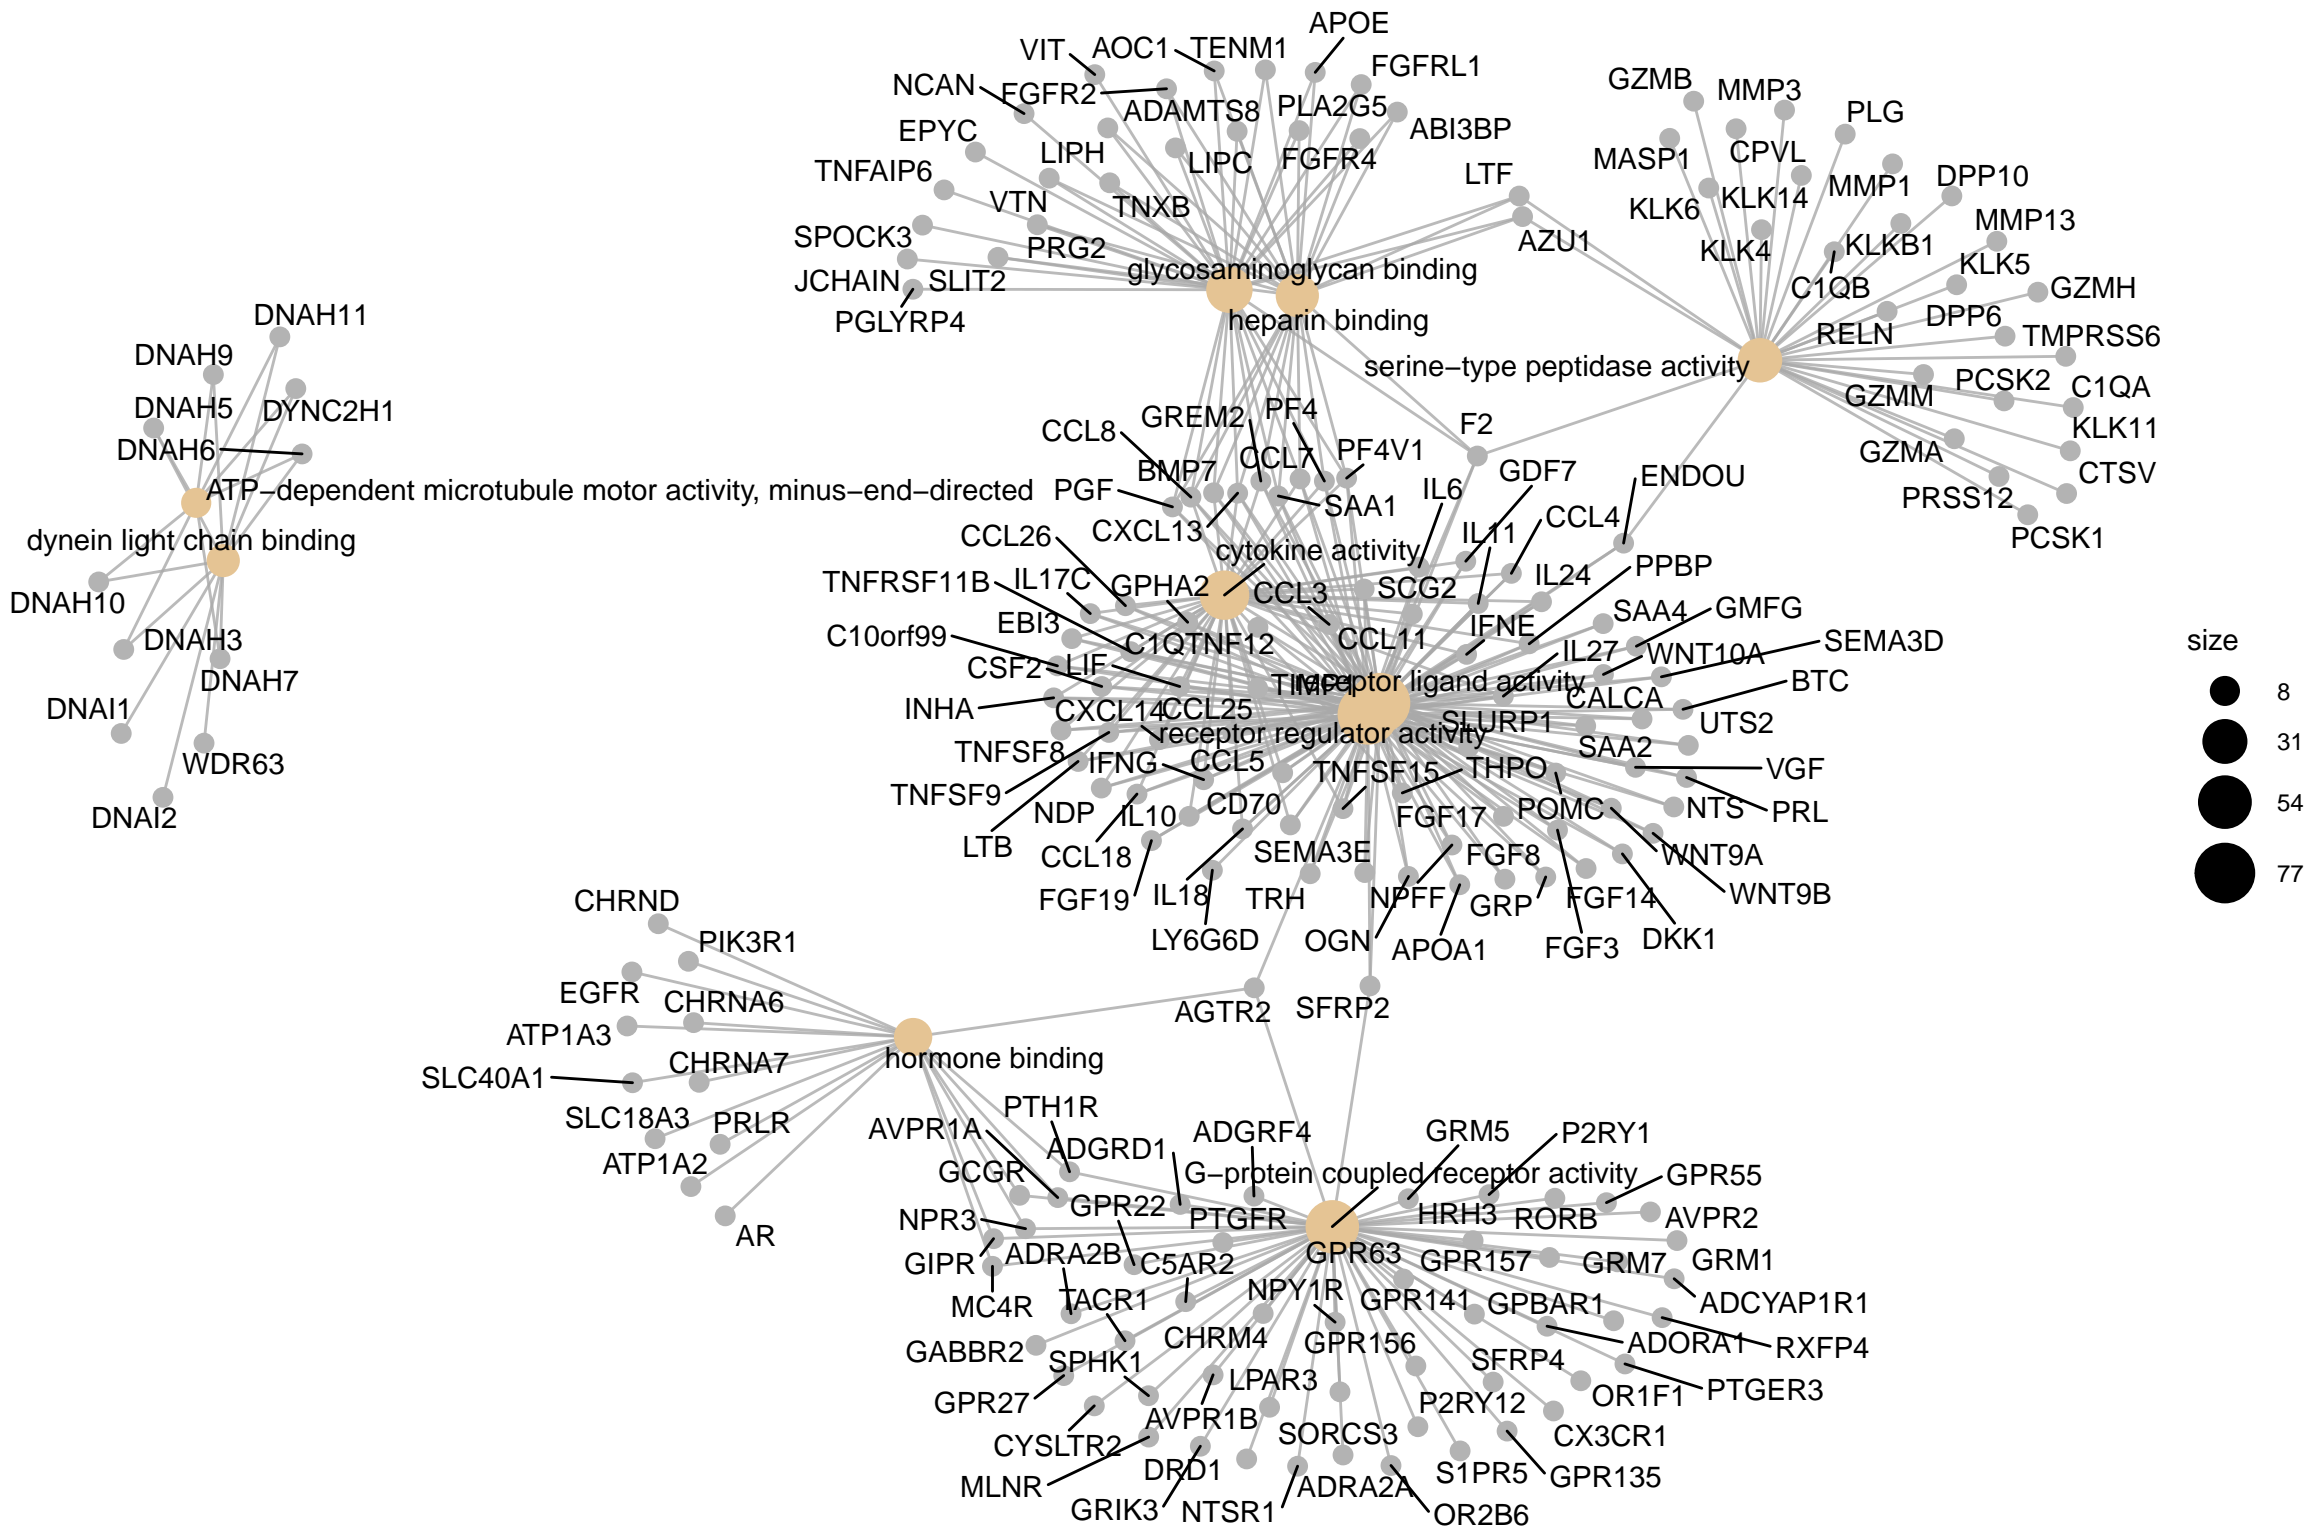 APOE
VIT
AOC1
TENM1
FGFRL1
NCAN
FGFR2
ADAMTS8
PLA2G5
GZMB
MMP3
PLG
EPYC
LIPH
LIPC
FGFR4
ABI3BP
MASP1
CPVL
TNFAIP6
VTN
TNXB
LTF
KLK6
KLK14
MMP1
DPP10
SPOCK3
PRG2
AZU1
KLK4
KLKB1
MMP13
JCHAIN
SLIT2
glycosaminoglycan binding
C1QB
KLK5
GZMH
PGLYRP4
heparin binding
RELN
DPP6
TMPRSS6
DNAH11
DNAH9
serine−type peptidase activity
GZMM
PCSK2
C1QA
DNAH5
DYNC2H1
DNAH6
CCL8
GREM2
PF4
F2
KLK11
GZMA
BMP7
CCL7
PF4V1
GDF7
ENDOU
CTSV
ATP−dependent microtubule motor activity, minus−end−directed
PGF
SAA1
IL6
PRSS12
PCSK1
CXCL13
IL11
CCL4
dynein light chain binding
CCL26
cytokine activity
PPBP
TNFRSF11B
IL17C
GPHA2
CCL3
SCG2
IL24
DNAH10
EBI3
SAA4
GMFG
C10orf99
C1QTNF12
CCL11
IFNE
DNAH3
CSF2
LIF
IL27
WNT10A
SEMA3D
DNAH7
TIMP1
receptor ligand activity
CALCA
BTC
INHA
CXCL14
CCL25
DNAI1
receptor regulator activity
SLURP1
UTS2
TNFSF8
IFNG
CCL5
SAA2
WDR63
TNFSF15
THPO
VGF
TNFSF9
NDP
IL10
CD70
FGF17
POMC
NTS
PRL
DNAI2
LTB
CCL18
SEMA3E
FGF8
WNT9A
FGF19
IL18
TRH
NPFF
GRP
FGF14
WNT9B
LY6G6D
OGN
APOA1
FGF3
DKK1
size
8
31
54
77
CHRND
PIK3R1
EGFR
CHRNA6
AGTR2
SFRP2
ATP1A3
hormone binding
SLC40A1
CHRNA7
SLC18A3
PRLR
ATP1A2
AR
PTH1R
AVPR1A
ADGRD1
ADGRF4
GRM5
P2RY1
GCGR
G−protein coupled receptor activity
GPR55
NPR3
GPR22
PTGFR
HRH3
RORB
AVPR2
GIPR
ADRA2B
C5AR2
GPR63
GPR157
GRM7
GRM1
MC4R
TACR1
NPY1R
GPR141
GPBAR1
ADCYAP1R1
GABBR2
SPHK1
CHRM4
GPR156
SFRP4
ADORA1
RXFP4
GPR27
LPAR3
P2RY12
OR1F1
PTGER3
AVPR1B
CYSLTR2
SORCS3
CX3CR1
MLNR
DRD1
ADRA2A
S1PR5
GPR135
GRIK3
NTSR1
OR2B6